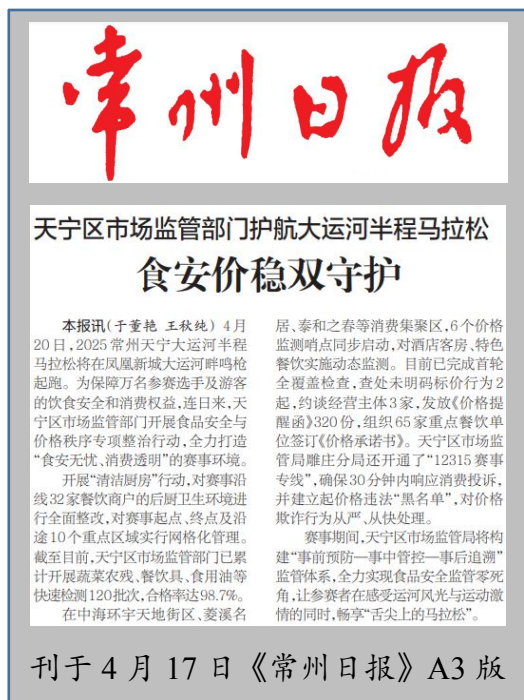 常州日报
天宁区市场监管部门护航大运河半程马拉松
食安价稳双守护
本报讯(于董艳 王秋纯) 4月
20日,2025常州天宁大运河半程
马拉松将在凤凰新城大运河畔鸣枪
起跑。为保障万名参赛选手及游客
的饮食安全和消费权益,连日来,天
宁区市场监管部门开展食品安全与
价格秩序专项整治行动,全力打造
“食安无忧、消费透明”的赛事环境。
开展“清洁厨房”行动,对赛事沿
线32家餐饮商户的后厨卫生环境进
行全面整改,对赛事起点、终点及沿
途10个重点区域实行网格化管理。
截至目前,天宁区市场监管部门已累
计开展蔬菜农残、餐饮具、食用油等
快速检测120批次,合格率达98.7%。
在中海环宇天地街区、菱溪名
居、泰和之春等消费集聚区,6个价格
监测哨点同步启动,对酒店客房、特色
餐饮实施动态监测。目前已完成首轮
全覆盖检查,查处未明码标价行为2
起,约谈经营主体3家,发放《价格提
醒函》320份,组织65家重点餐饮单
位签订《价格承诺书》。天宁区市场监
管局雕庄分局还开通了“12315赛事
专线”,确保30分钟内响应消费投诉,
并建立起价格违法“黑名单”,对价格
欺诈行为从严、从快处理。
赛事期间,天宁区市场监管局将构
建“事前预防—事中管控—事后追溯”
监管体系,全力实现食品安全监管零死
角,让参赛者在感受运河风光与运动激
情的同时,畅享“舌尖上的马拉松”。
刊于4月17日《常州日报》A3版